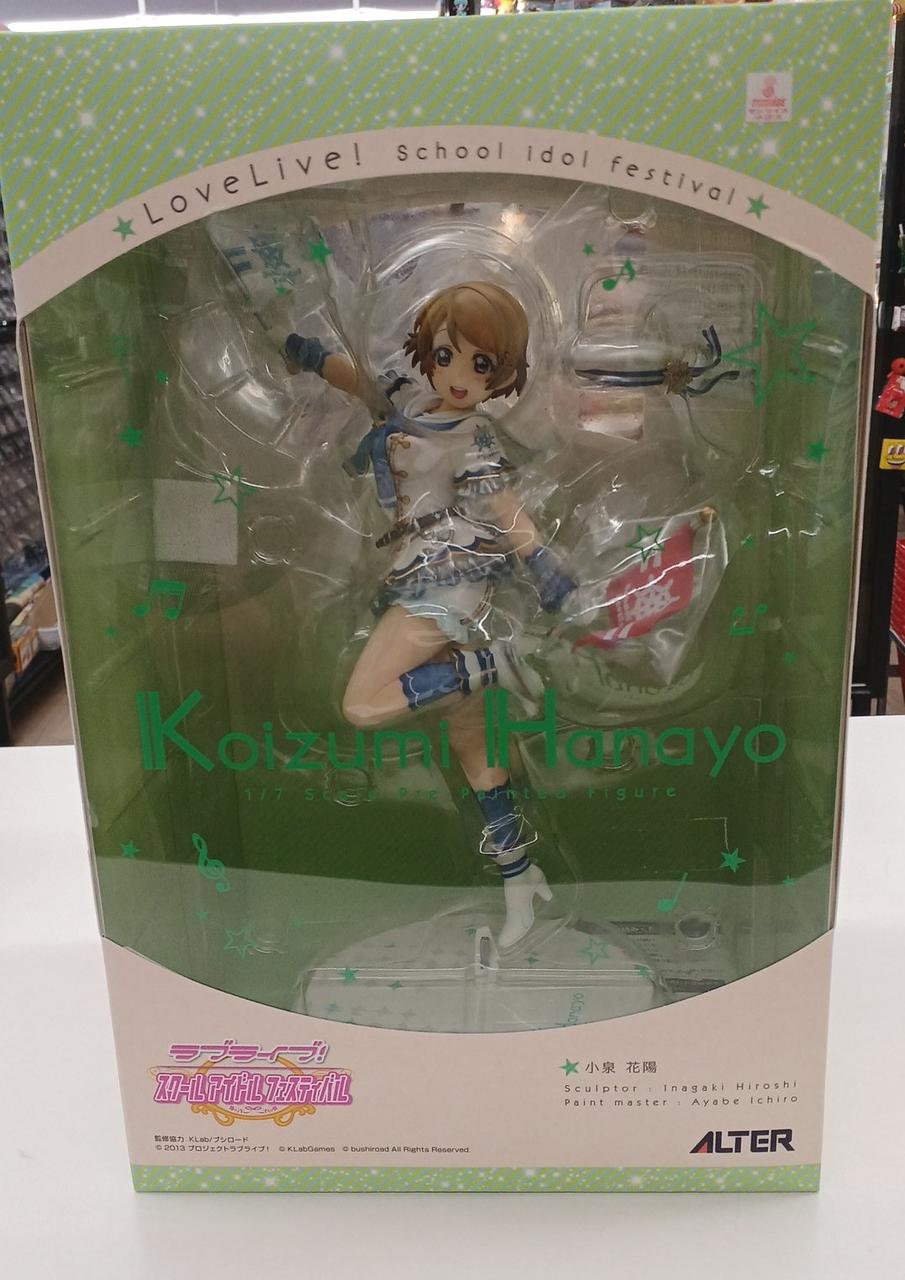 LoveLive! School idol festival
Koizumi Hanayo
1/7 Scale Pre Painted Figure
Hanayo
ラブライブ!
スクールアイドルフェスティバル
小泉 花陽
Sculptor : Inagaki Hiroshi
Paint master : Ayabe Ichiro
監修協力 KLab/ブシロード
© 2013 プロジェクトラブライブ! © KLabGames © bushiroad All Rights Reserved.
ALTER